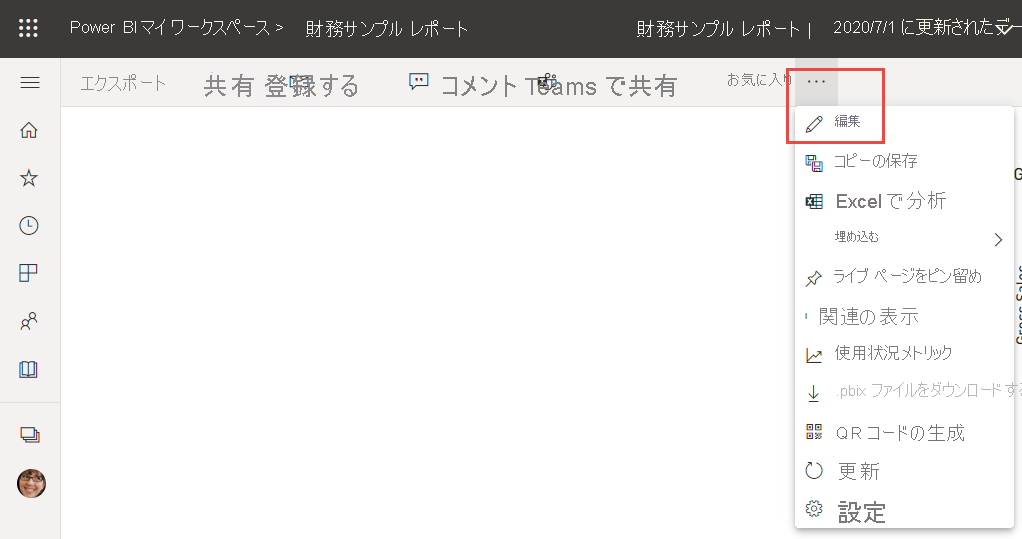 Power BI マイ ワークスペース > 財務サンプル レポート 財務サンプル レポート | 2020/7/1 に更新されたデー
エクスポート 共有 登録する コメント Teams で共有 お気に入り ...
編集
コピーの保存
Excel で分析
埋め込む
ライブ ページをピン留め
関連の表示
使用状況メトリック
.pbix ファイルをダウンロードする
QR コードの生成
更新
設定
G
Gross Sales